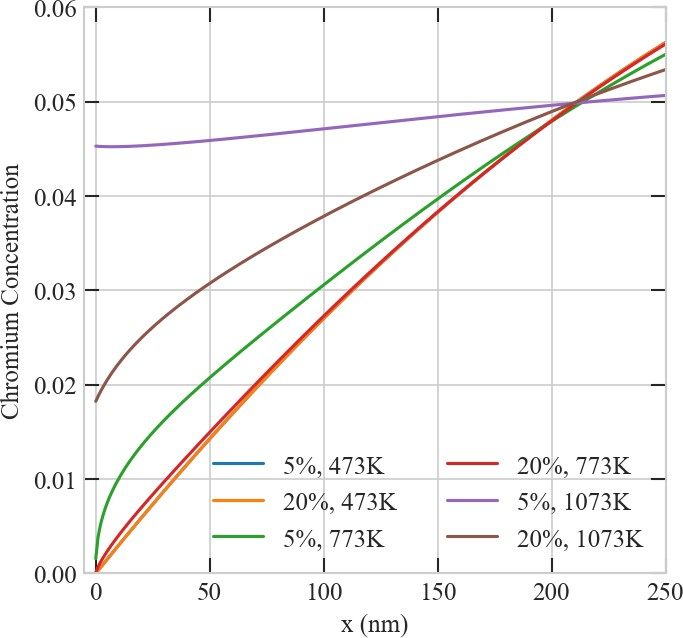 0.06
0.05
0.04
0.03
0.02
0.01
0.00
Chromium Concentration
5%, 473K
20%, 473K
5%, 773K
20%, 773K
5%, 1073K
20%, 1073K
0
50
100
150
200
250
x (nm)